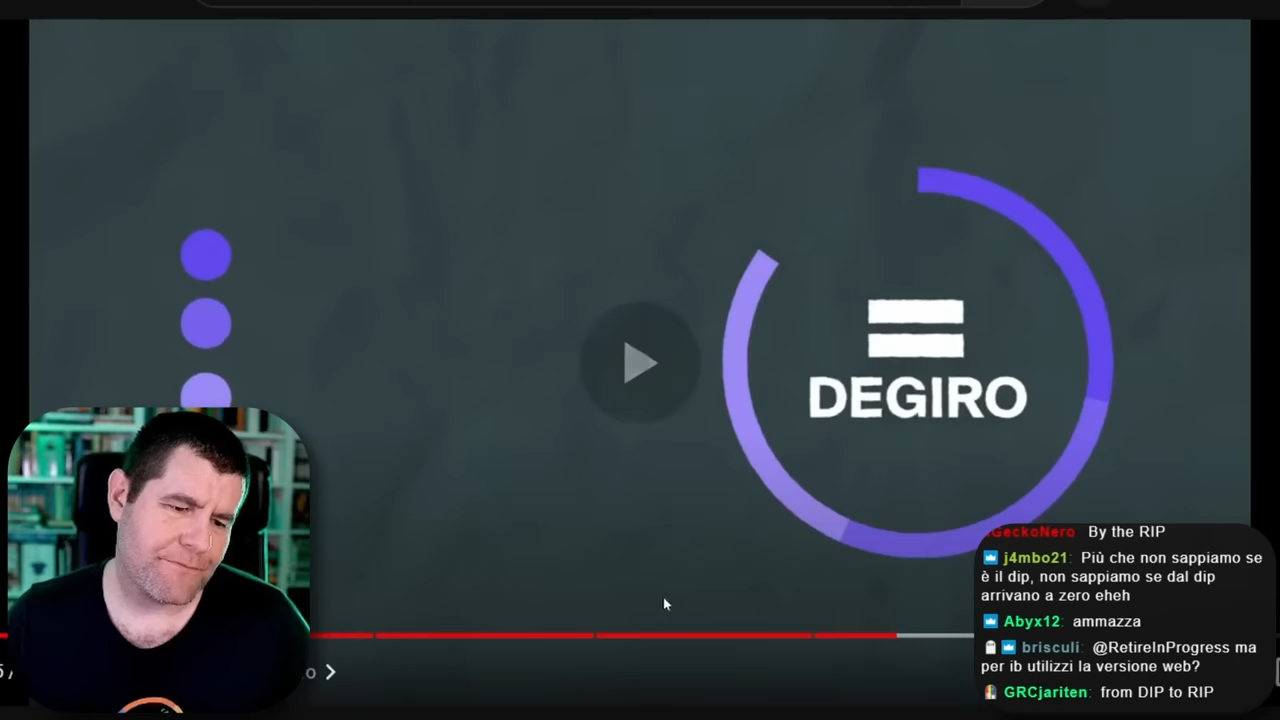 DEGIRO
GeckoNero By the RIP
j4mbo21: Più che non sappiamo se
è il dip, non sappiamo se dal dip
arrivano a zero eheh
Abyx12: ammazza
brisculi: @RetireInProgress ma
per ib utilizzi la versione web?
GRCjariten: from DIP to RIP